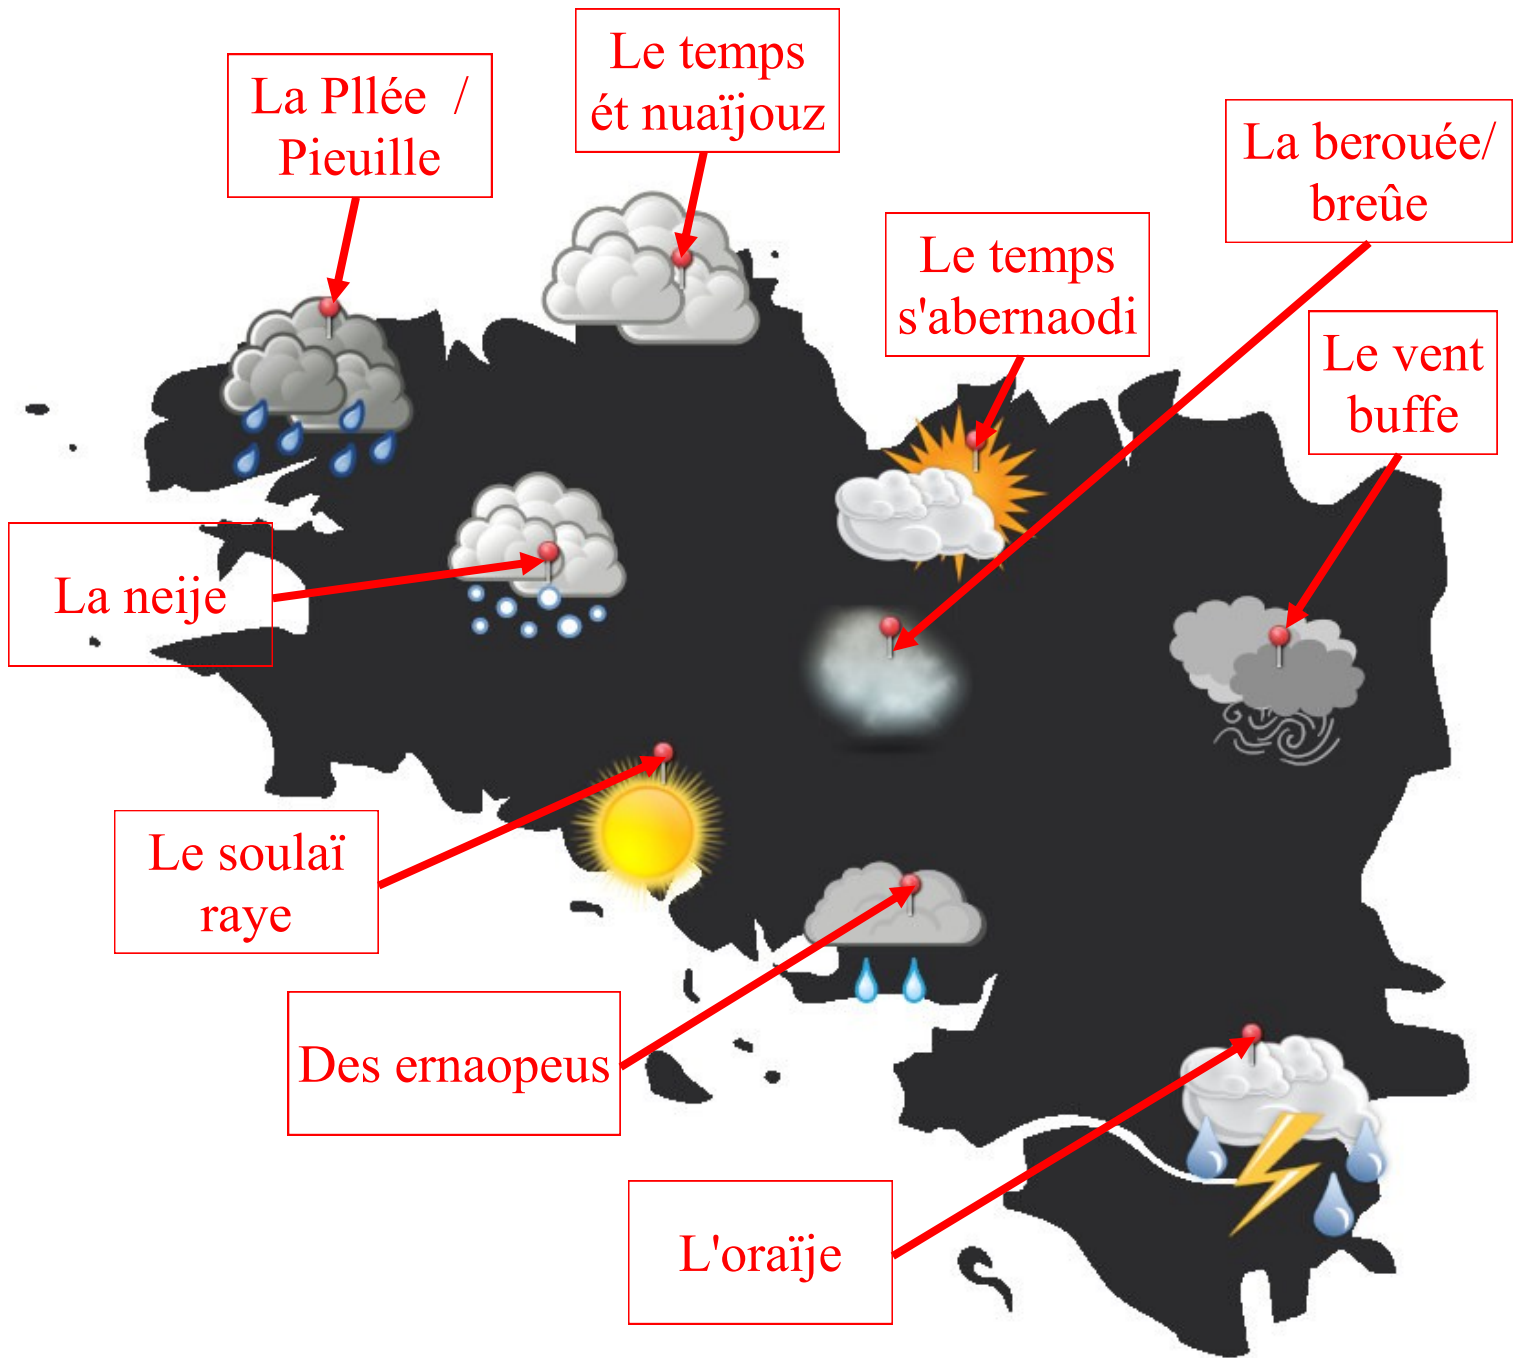 Le temps
ét nuaïjouz
La Pllée /
Pieuille
La berouée/
breûe
Le temps
s'abernaodi
Le vent
buffe
La neije
Le soulaï
raye
Des ernaopeus
L'oraïje